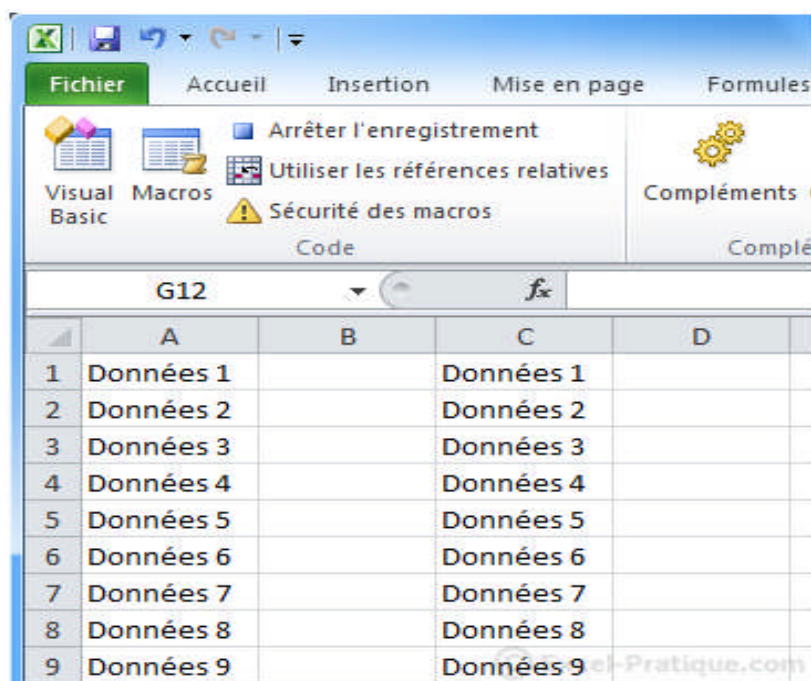 Fichier Accueil Insertion Mise en page Formules
Arrêter l'enregistrement
Utiliser les références relatives
Sécurité des macros
Visual Basic
Macros
Compléments
Code
Complé
G12 fx
A B C D
1 Données 1 Données 1
2 Données 2 Données 2
3 Données 3 Données 3
4 Données 4 Données 4
5 Données 5 Données 5
6 Données 6 Données 6
7 Données 7 Données 7
8 Données 8 Données 8
9 Données 9 Données 9
© Excel-Pratique.com